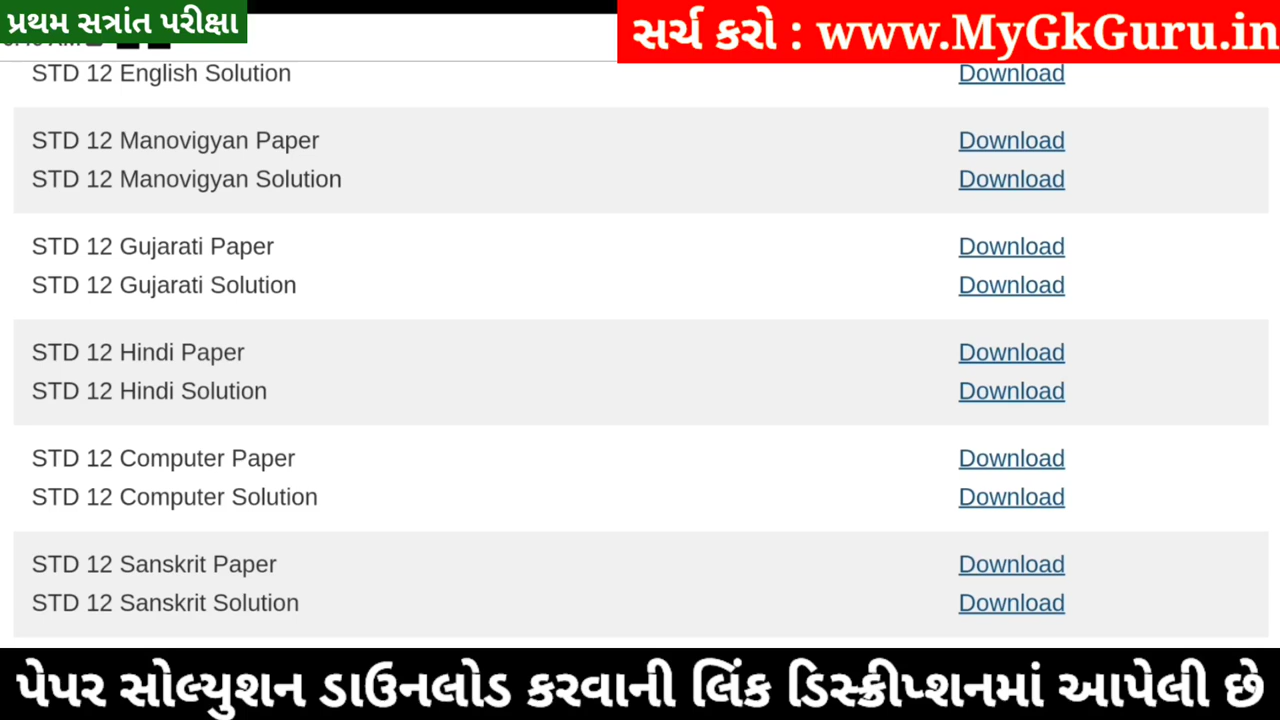 પ્રથમ સત્રાંત પરીક્ષા
સર્ચ કરો : www.MyGkGuru.in
STD 12 English Solution Download
STD 12 Manovigyan Paper Download
STD 12 Manovigyan Solution Download
STD 12 Gujarati Paper Download
STD 12 Gujarati Solution Download
STD 12 Hindi Paper Download
STD 12 Hindi Solution Download
STD 12 Computer Paper Download
STD 12 Computer Solution Download
STD 12 Sanskrit Paper Download
STD 12 Sanskrit Solution Download
પેપર સોલ્યુશન ડાઉનલોડ કરવાની લિંક ડિસ્ક્રીપ્શનમાં આપેલી છે